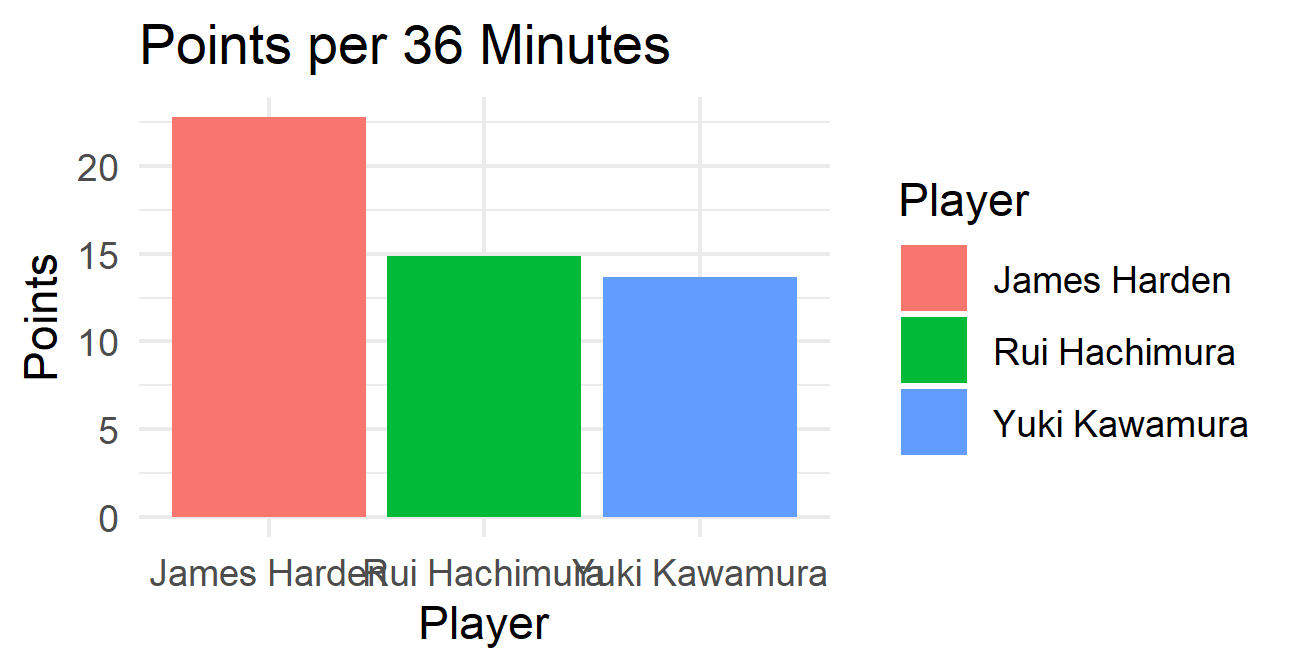 Points per 36 Minutes
Points
20
15
10
5
0
James Harden
Rui Hachimura
Yuki Kawamura
Player
Player
James Harden
Rui Hachimura
Yuki Kawamura